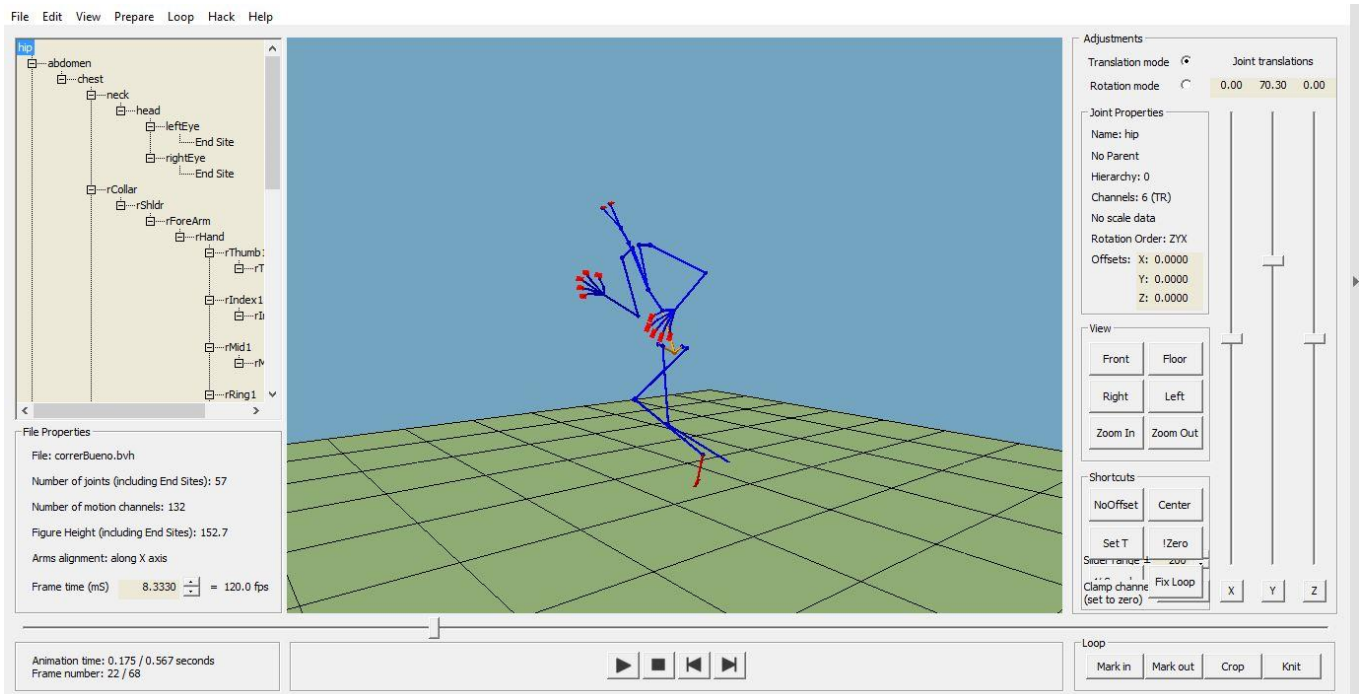 File Edit View Prepare Loop Hack Help
hip
abdomen
chest
neck
head
leftEye
End Site
rightEye
End Site
rCollar
rShldr
rForeArm
rHand
rThumb1
rT
rIndex1
rI
rMid1
rM
rRing1
File Properties
File: correrBueno.bvh
Number of joints (including End Sites): 57
Number of motion channels: 132
Figure Height (including End Sites): 152.7
Arms alignment: along X axis
Frame time (mS) 8.3330 = 120.0 fps
Animation time: 0.175 / 0.567 seconds
Frame number: 22 / 68
Adjustments
Translation mode Joint translations
Rotation mode 0.00 70.30 0.00
Joint Properties
Name: hip
No Parent
Hierarchy: 0
Channels: 6 (TR)
No scale data
Rotation Order: ZYX
Offsets: X: 0.0000
Y: 0.0000
Z: 0.0000
View
Front Floor
Right Left
Zoom In Zoom Out
Shortcuts
NoOffset Center
Set T !Zero
Slider range ± 200
Fix Loop
Clamp channe
(set to zero)
X Y Z
Loop
Mark in Mark out Crop Knit